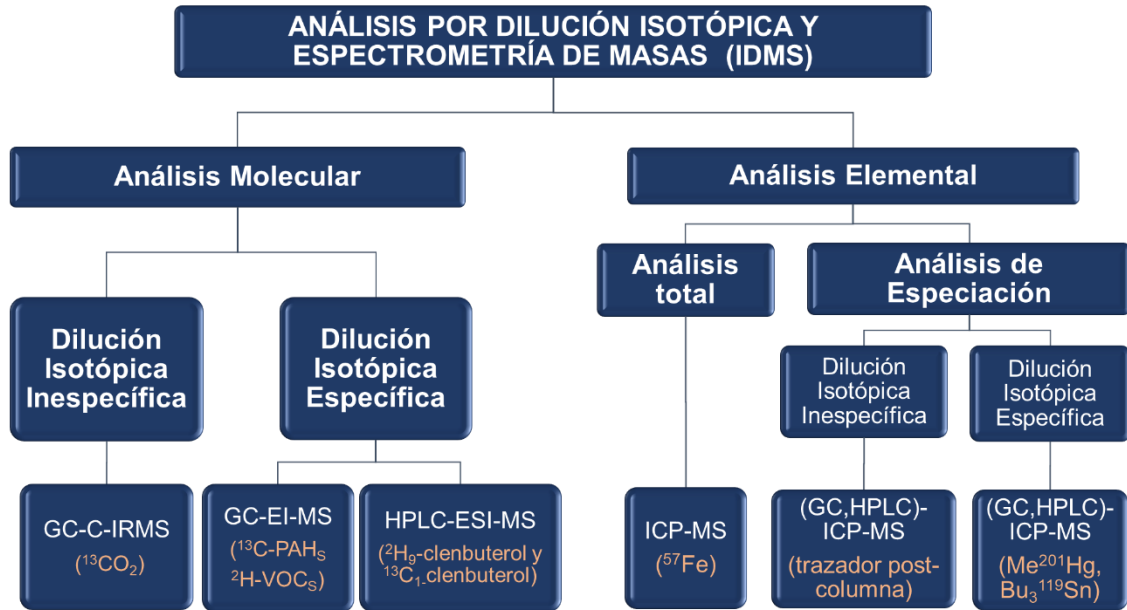 ANÁLISIS POR DILUCIÓN ISOTÓPICA Y
ESPECTROMETRÍA DE MASAS (IDMS)
Análisis Molecular
Análisis Elemental
Análisis
total
Análisis de
Especiación
Dilución
Isotópica
Inespecífica
Dilución
Isotópica
Específica
Dilución
Isotópica
Inespecífica
Dilución
Isotópica
Específica
GC-C-IRMS
(¹³CO₂)
GC-EI-MS
(¹³C-PAHₛ
²H-VOCₛ)
HPLC-ESI-MS
(²H₉-clenbuterol y
¹³C₁-clenbuterol)
ICP-MS
(⁵⁷Fe)
(GC,HPLC)-
ICP-MS
(trazador post-
columna)
(GC,HPLC)-
ICP-MS
(Me²⁰¹Hg,
Bu₃¹¹⁹Sn)